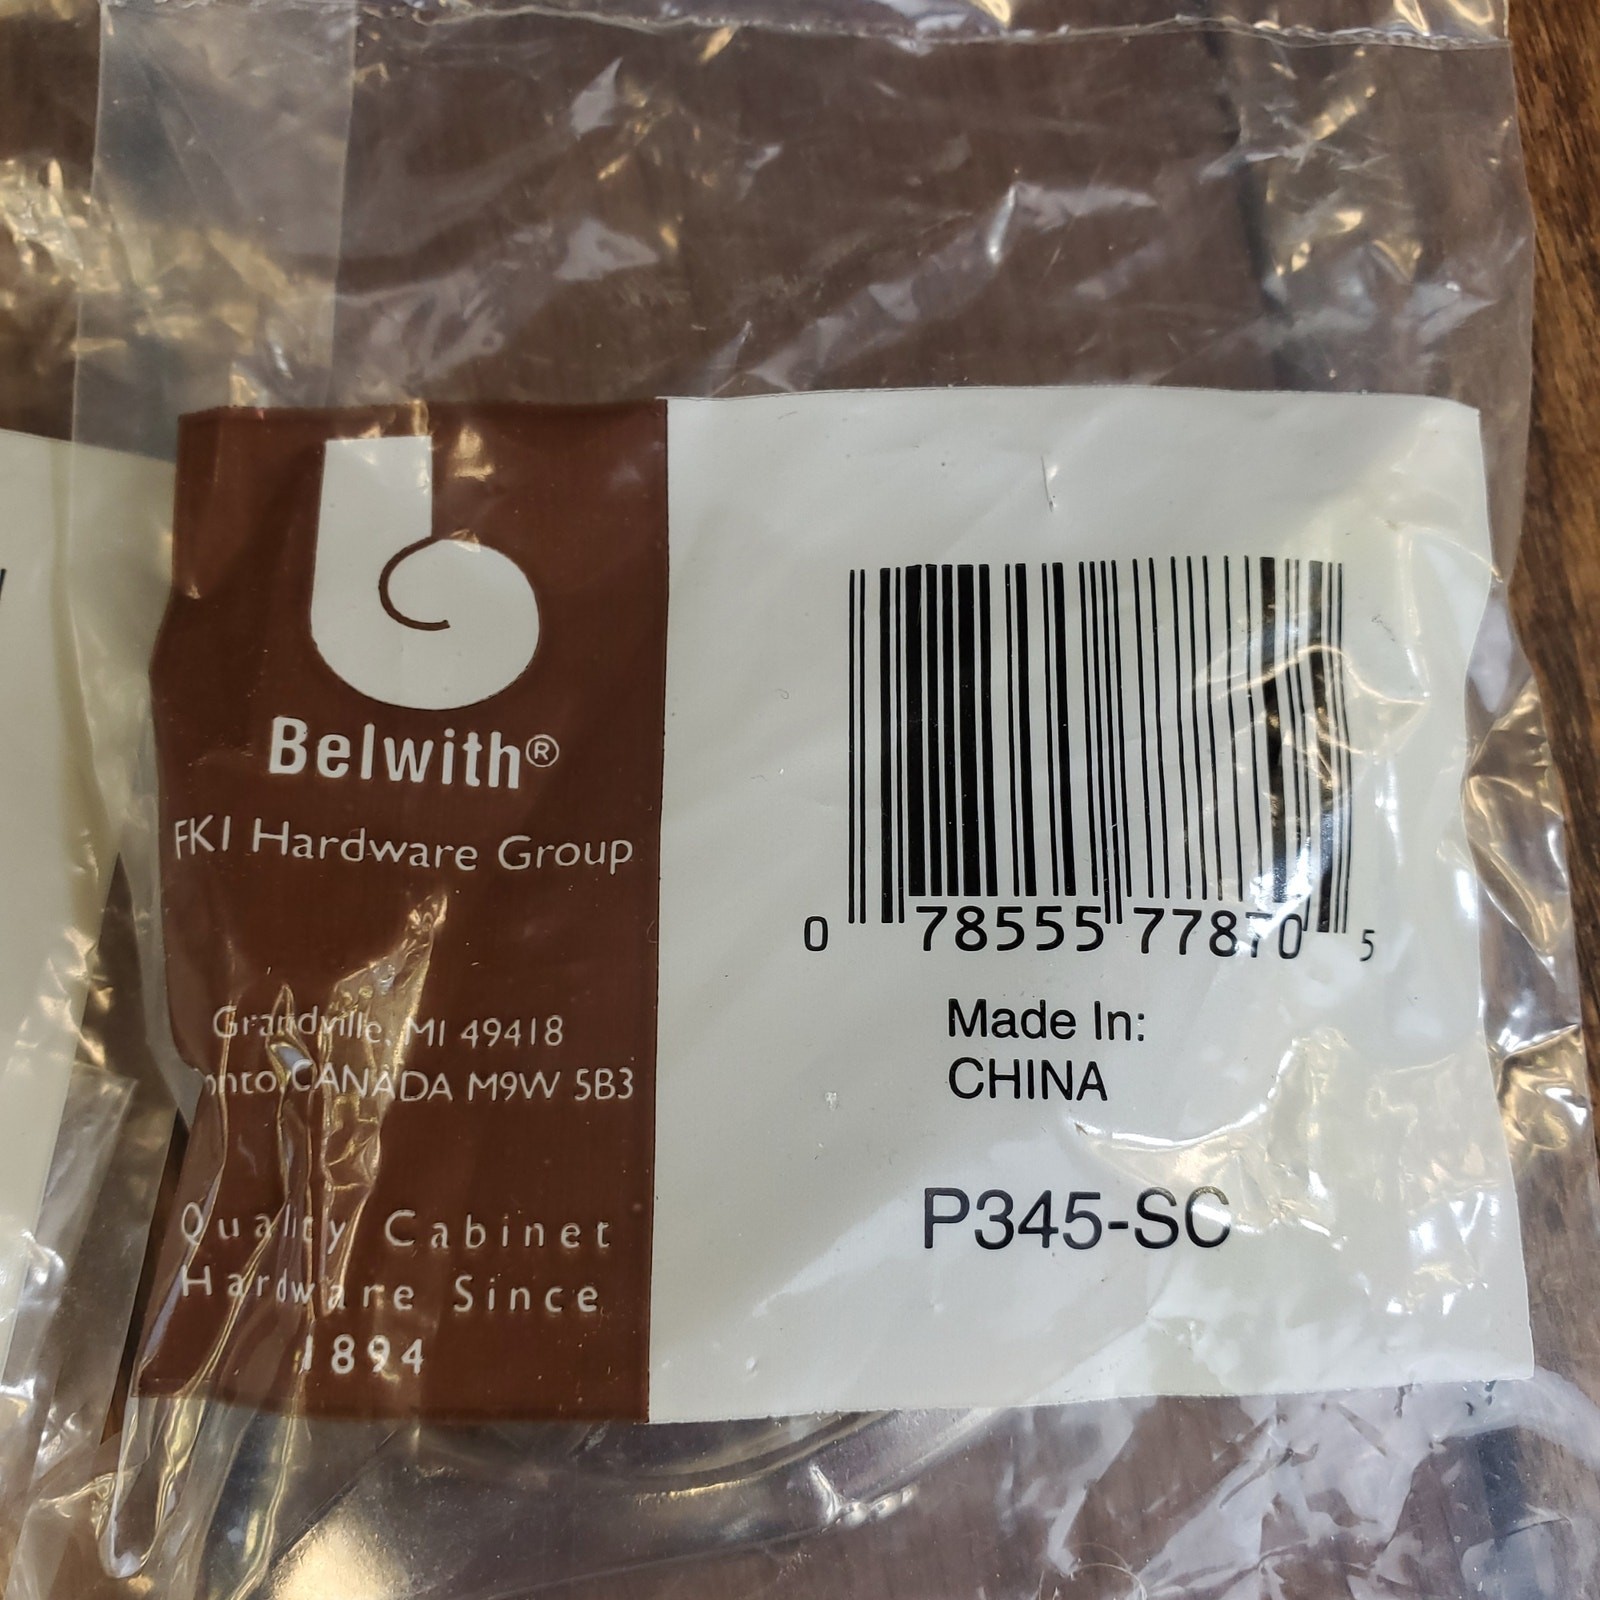 Belwith®
FKI Hardware Group
Grandville, MI 49418
CANADA M9W 5B3
Quality Cabinet
Hardware Since
1894
0 78555 77870 5
Made In:
CHINA
P345-SC